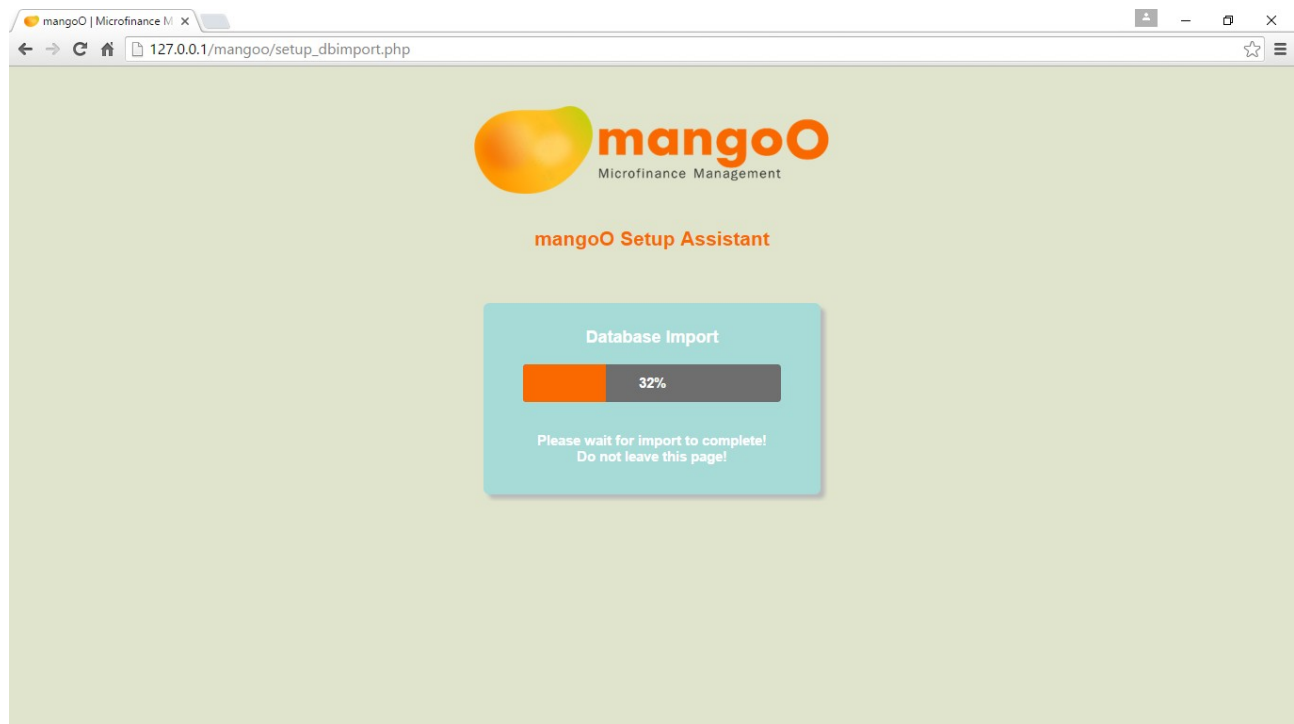 mangoO | Microfinance M
127.0.0.1/mangoo/setup_dbimport.php
mangoO
Microfinance Management
mangoO Setup Assistant
Database Import
32%
Please wait for import to complete!
Do not leave this page!